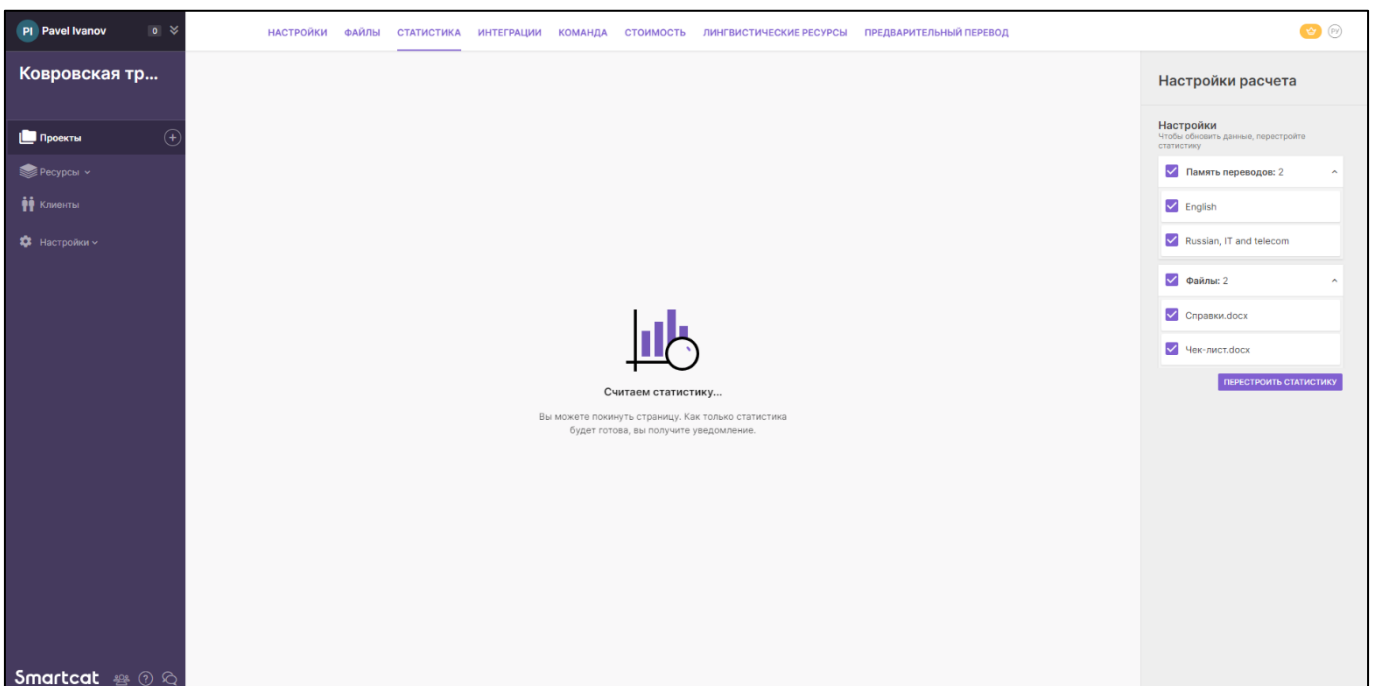 PI Pavel Ivanov 0
НАСТРОЙКИ ФАЙЛЫ СТАТИСТИКА ИНТЕГРАЦИИ КОМАНДА СТОИМОСТЬ ЛИНГВИСТИЧЕСКИЕ РЕСУРСЫ ПРЕДВАРИТЕЛЬНЫЙ ПЕРЕВОД
РУ
Ковровская тр...
Проекты
Ресурсы
Клиенты
Настройки
Считаем статистику...
Вы можете покинуть страницу. Как только статистика
будет готова, вы получите уведомление.
Настройки расчета
Настройки
Чтобы обновить данные, перестройте
статистику
Память переводов: 2
English
Russian, IT and telecom
Файлы: 2
Справки.docx
Чек-лист.docx
ПЕРЕСТРОИТЬ СТАТИСТИКУ
Smartcat